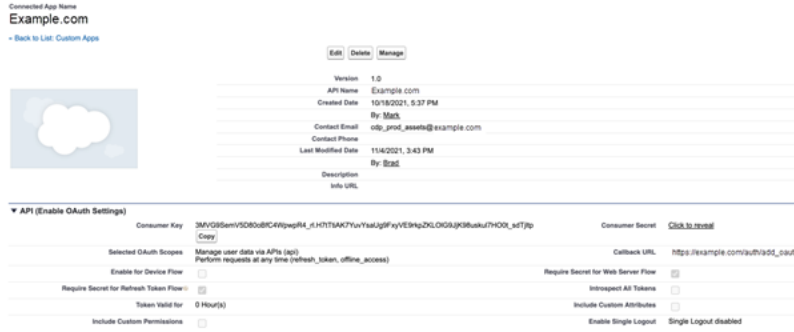 Connected App Name
Example.com
« Back to List: Custom Apps
Edit Delete Manage
Version 1.0
API Name Example.com
Created Date 10/18/2021, 5:37 PM
By: Mark
Contact Email cdp_prod_assets@example.com
Contact Phone
Last Modified Date 11/4/2021, 3:43 PM
By: Brad
Description
Info URL
▼ API (Enable OAuth Settings)
Consumer Key Consumer Secret Click to reveal
Copy
Selected OAuth Scopes Manage user data via APIs (api) Callback URL https://example.com/auth/add_oaut
Perform requests at any time (refresh_token, offline_access)
Enable for Device Flow Require Secret for Web Server Flow
Require Secret for Refresh Token Flow Introspect All Tokens
Token Valid for 0 Hour(s) Include Custom Attributes
Include Custom Permissions Enable Single Logout Single Logout disabled